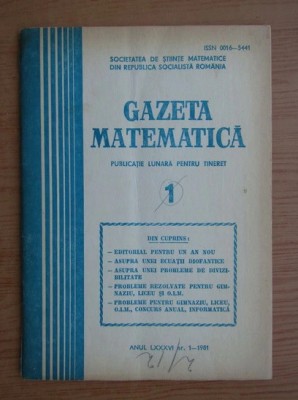 ISSN 0016-5441
SOCIETATEA DE ȘTIINȚE MATEMATICE
DIN REPUBLICA SOCIALISTĂ ROMÂNIA
GAZETA
MATEMATICĂ
PUBLICAȚIE LUNARĂ PENTRU TINERET
1
DIN CUPRINS:
– EDITORIAL PENTRU UN AN NOU
– ASUPRA UNEI ECUAȚII DIOFANTICE
– ASUPRA UNEI PROBLEME DE DIVIZI-
BILITATE
– PROBLEME REZOLVATE PENTRU GIM-
NAZIU, LICEU ȘI O.I.M.
– PROBLEME PENTRU GIMNAZIU, LICEU,
O.I.M., CONCURS ANUAL, INFORMATICĂ
ANUL LXXXVI nr. 1–1981